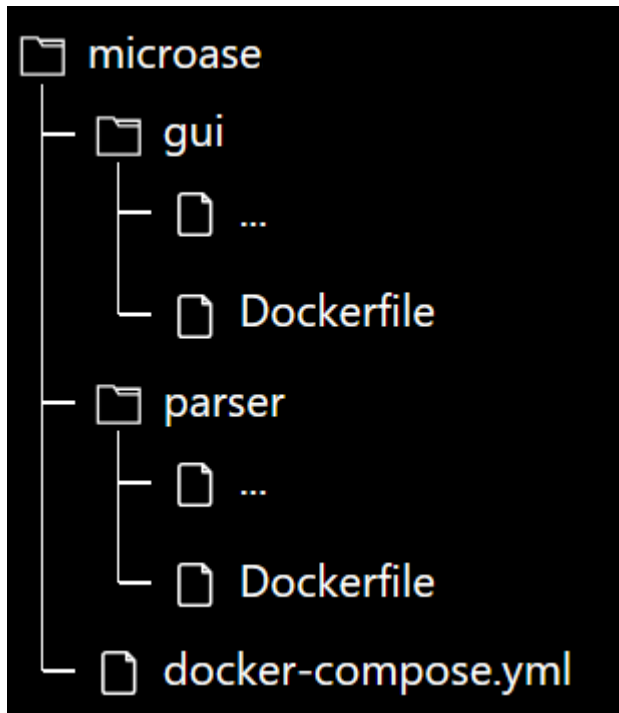 microase
gui
...
Dockerfile
parser
...
Dockerfile
docker-compose.yml